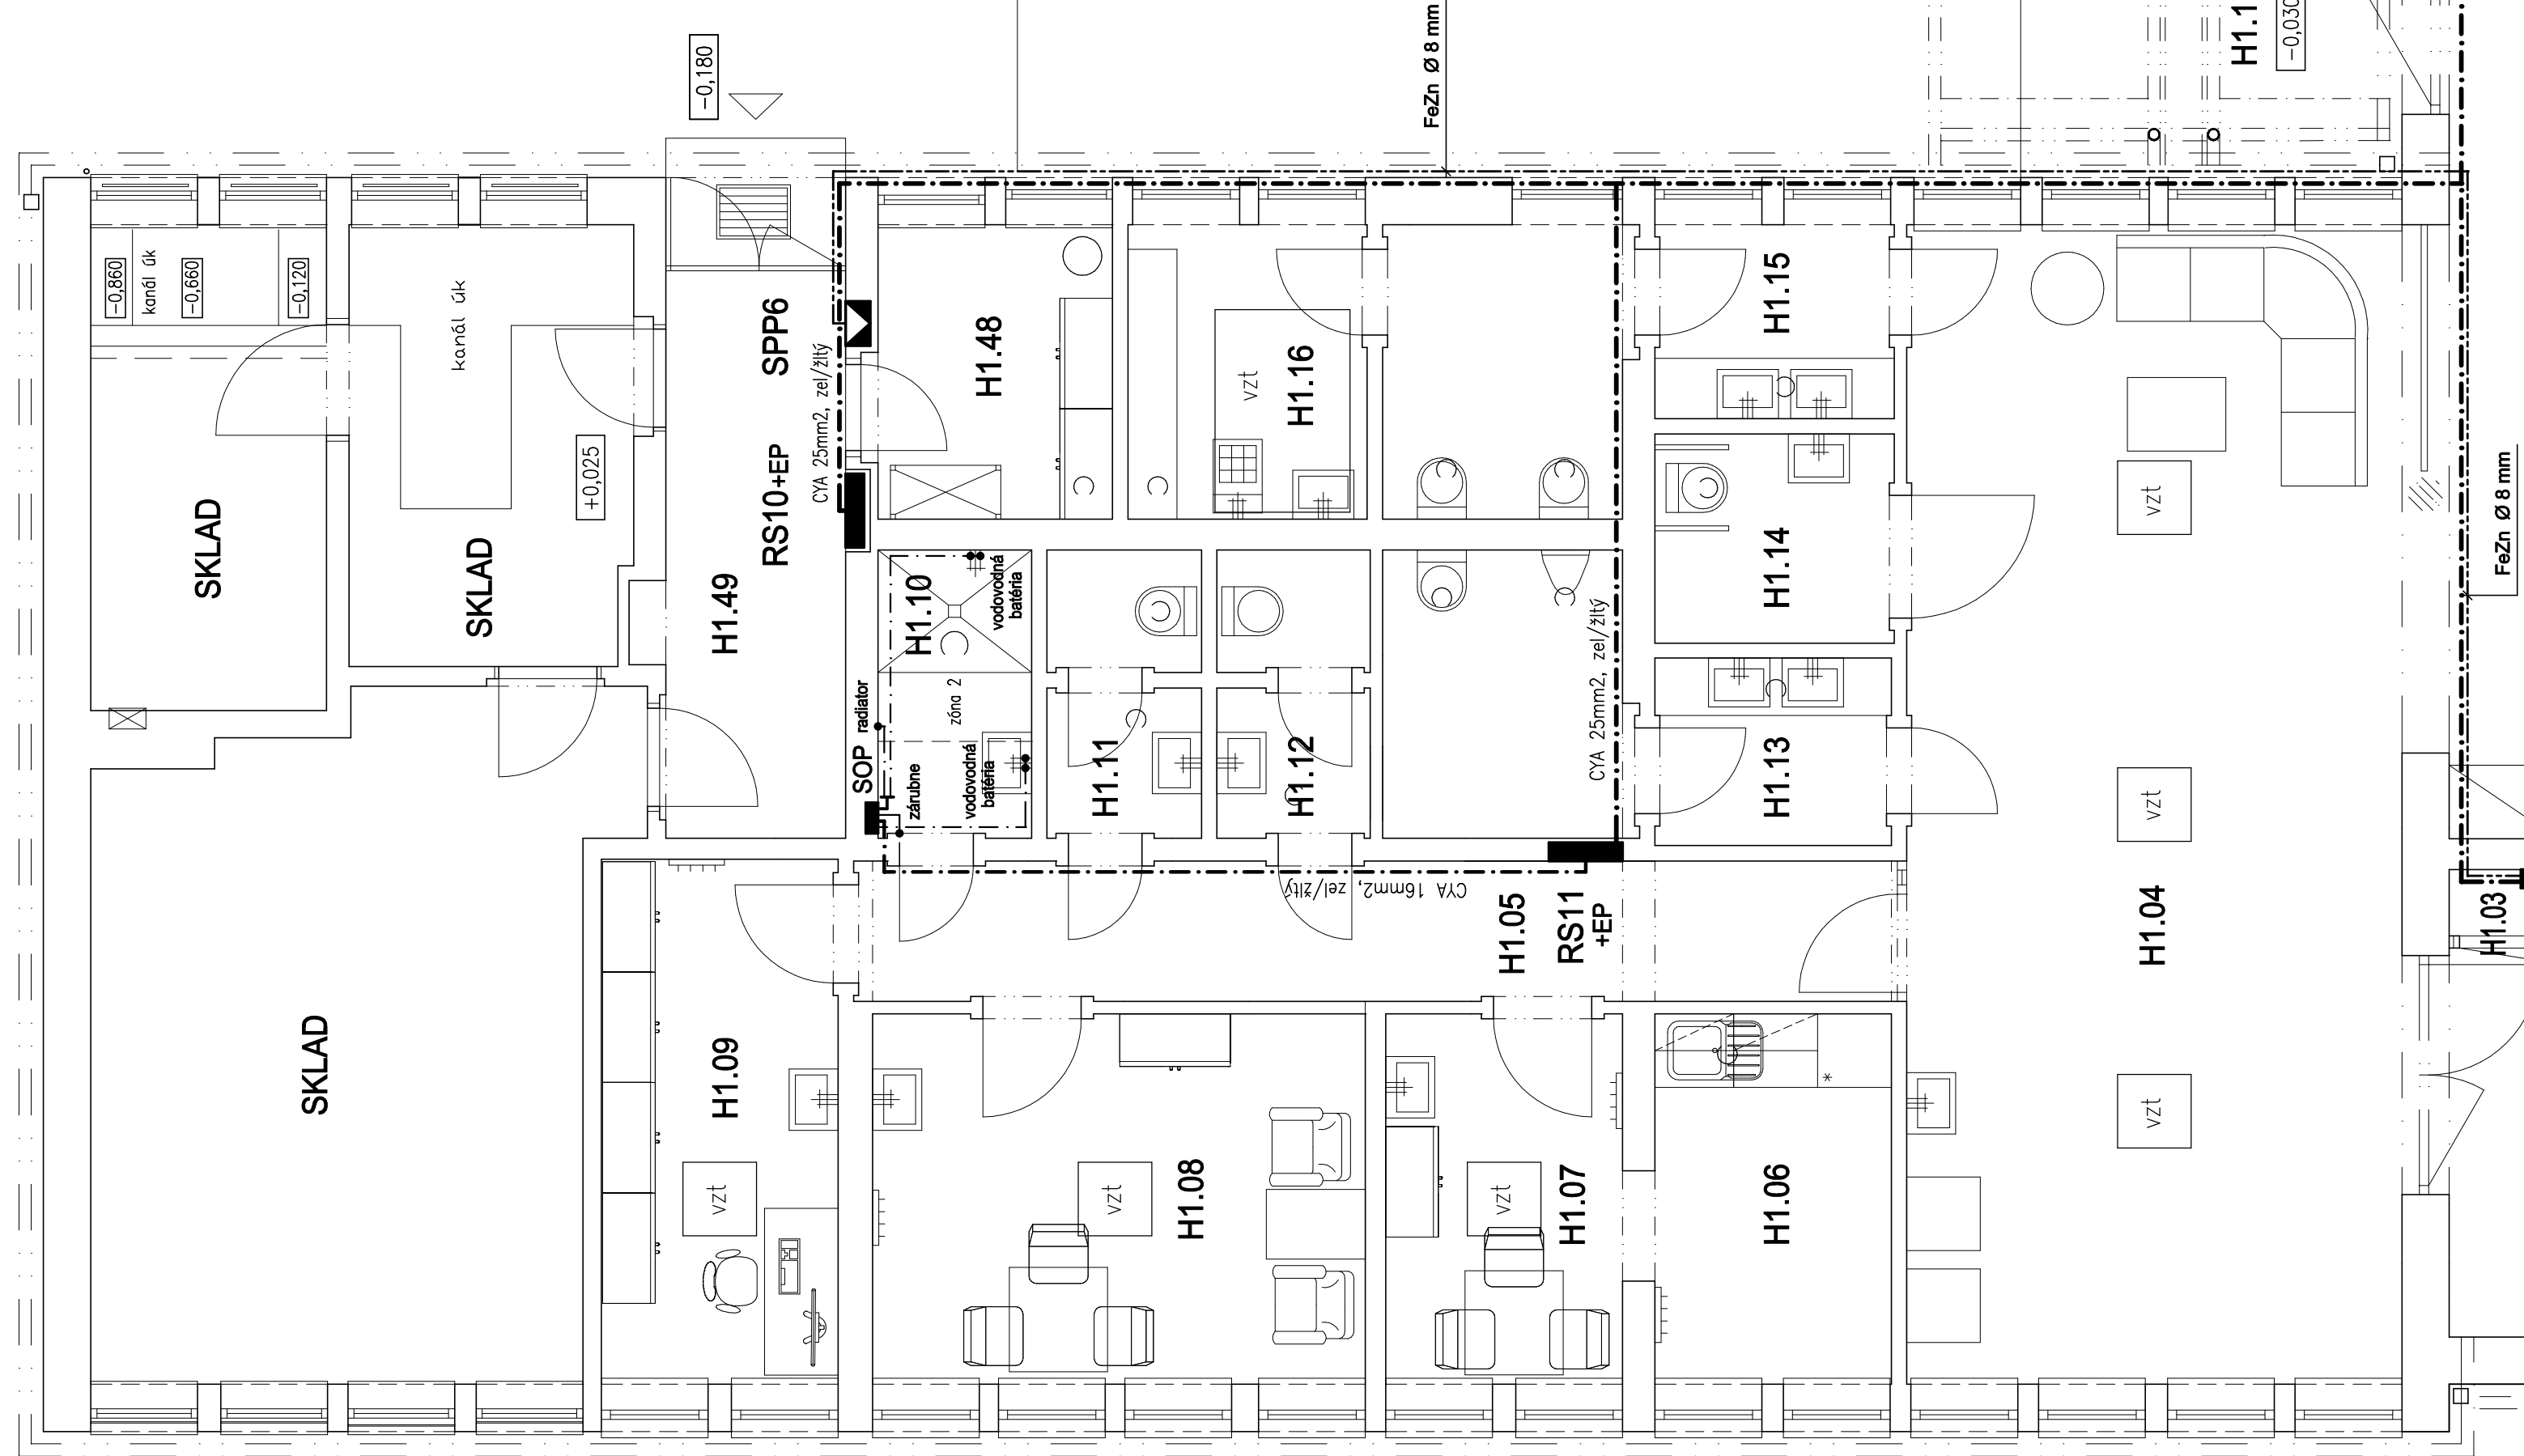 -0,180
FeZn Ø 8 mm
H1.1
-0,030
-0,860
kanál úk
-0,660
-0,120
kanál úk
SKLAD
SKLAD
+0,025
H1.49
RS10+EP
SPP6
CYA 25mm2, zel/žltý
H1.48
vzt
H1.16
H1.15
H1.10
vodovodná
batéria
zóna 2
SOP
radiator
zárubne
vodovodná
batéria
H1.11
H1.12
CYA 25mm2, zel/žltý
H1.14
H1.13
vzt
FeZn Ø 8 mm
vzt
CYA 16mm2, zel/žltý
H1.05
RS11
+EP
H1.04
H1.03
SKLAD
H1.09
vzt
vzt
H1.08
vzt
H1.07
H1.06
*
vzt